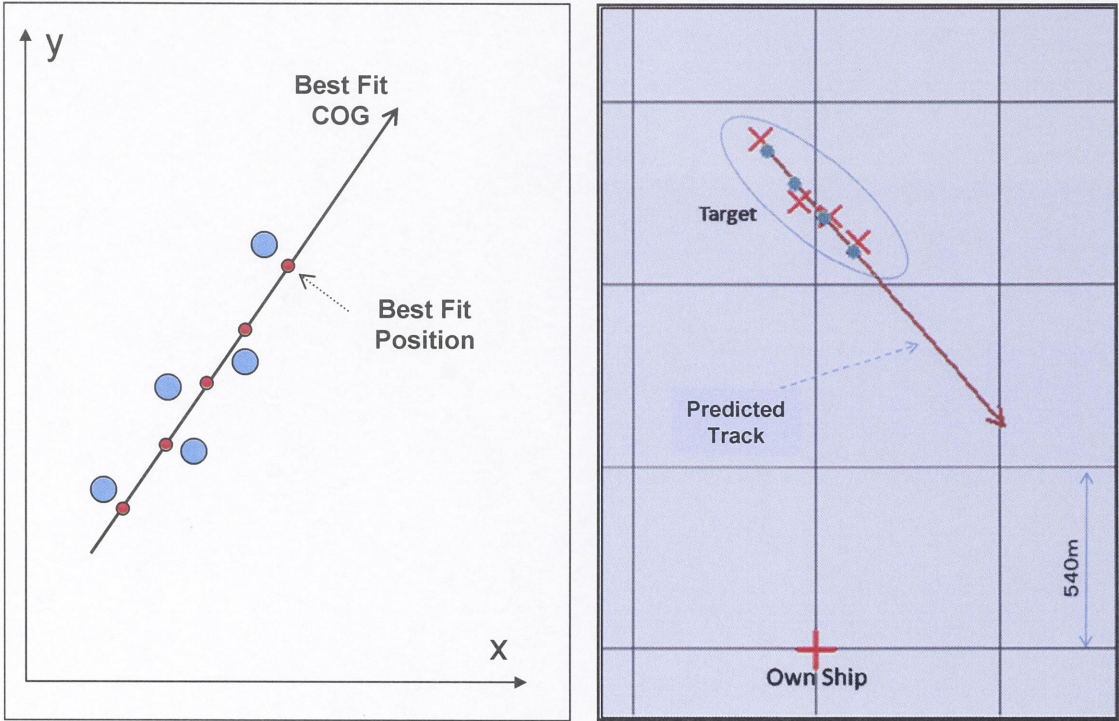 y
Best Fit
COG
Best Fit
Position
x
Target
Predicted
Track
540m
Own Ship